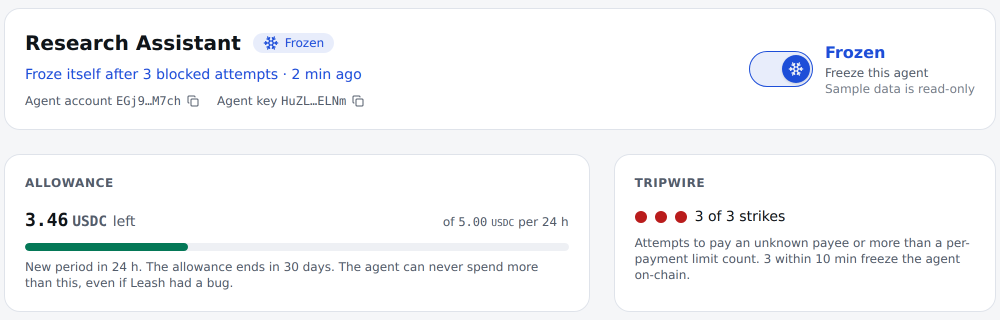 Research Assistant Frozen
Froze itself after 3 blocked attempts · 2 min ago
Agent account EGj9…M7ch Agent key HuZL…ELNm
Frozen
Freeze this agent
Sample data is read-only
ALLOWANCE
3.46 USDC left of 5.00 USDC per 24 h
New period in 24 h. The allowance ends in 30 days. The agent can never spend more
than this, even if Leash had a bug.
TRIPWIRE
3 of 3 strikes
Attempts to pay an unknown payee or more than a per-
payment limit count. 3 within 10 min freeze the agent
on-chain.